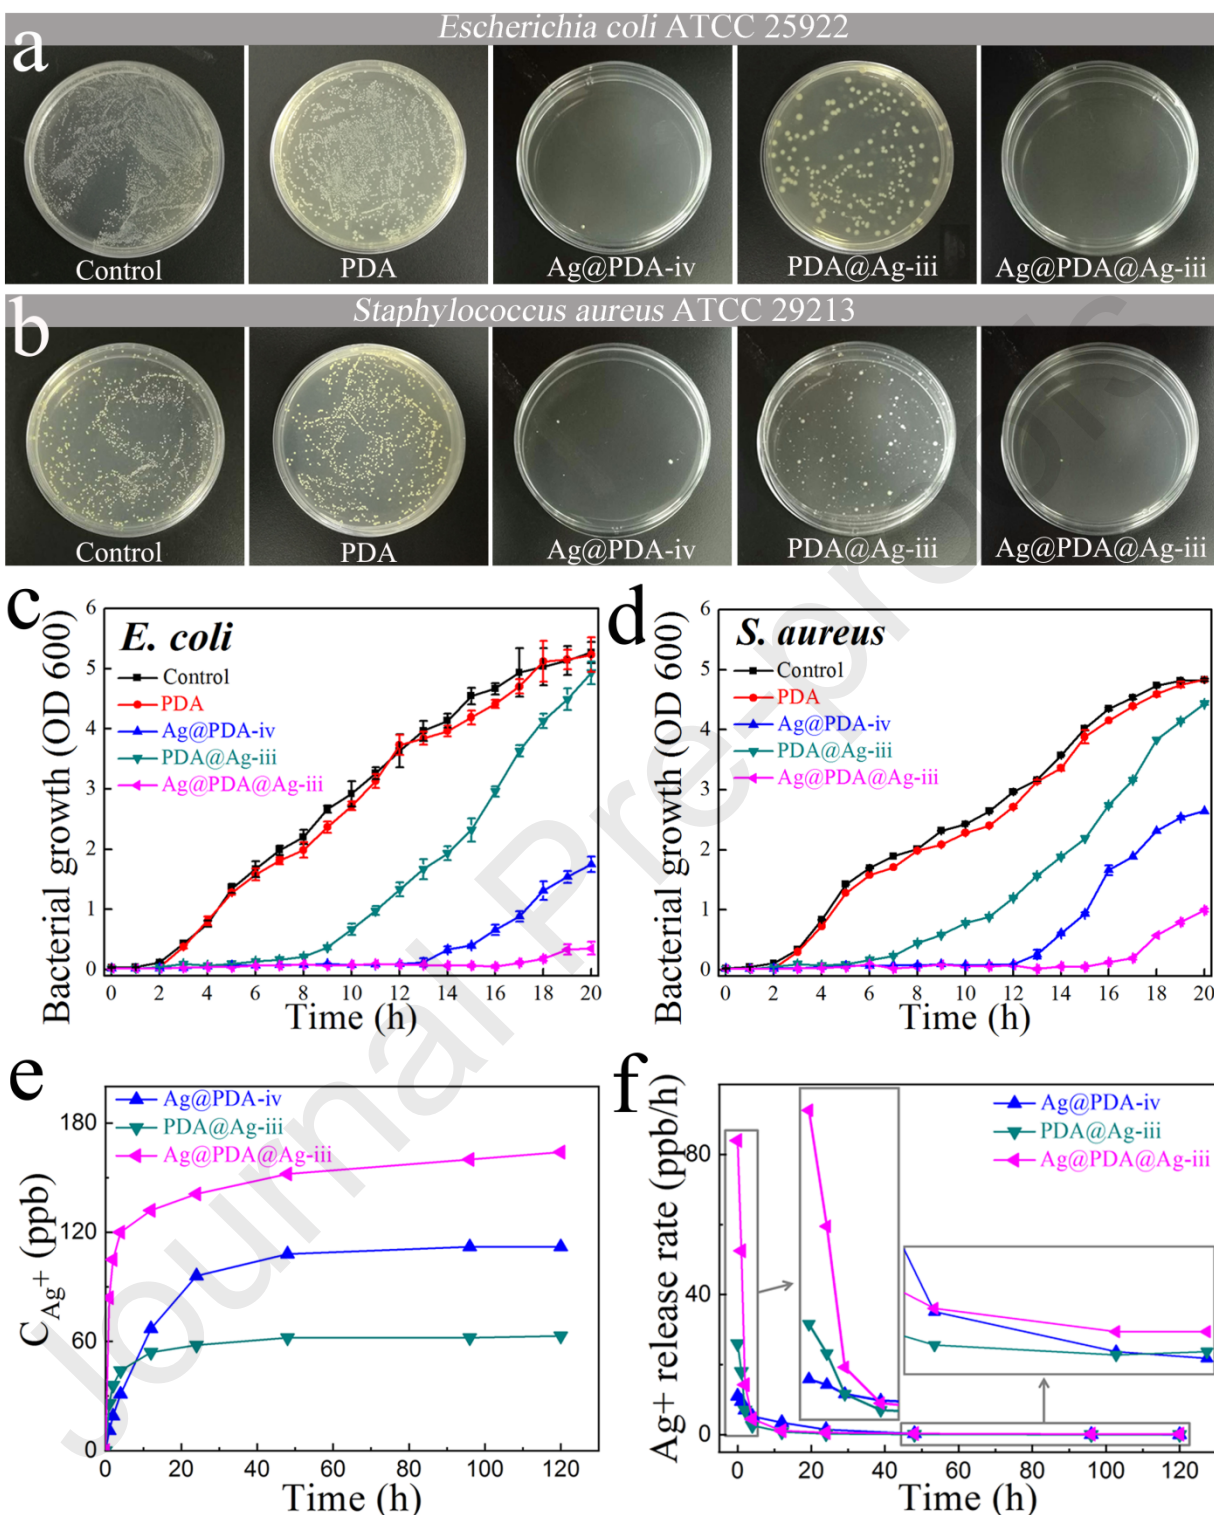 a
Escherichia coli ATCC 25922
Control
PDA
Ag@PDA-iv
PDA@Ag-iii
Ag@PDA@Ag-iii
b
Staphylococcus aureus ATCC 29213
Control
PDA
Ag@PDA-iv
PDA@Ag-iii
Ag@PDA@Ag-iii
c
E. coli
Control
PDA
Ag@PDA-iv
PDA@Ag-iii
Ag@PDA@Ag-iii
Bacterial growth (OD 600)
6
5
4
3
2
1
0
0 2 4 6 8 10 12 14 16 18 20
Time (h)
d
S. aureus
Control
PDA
Ag@PDA-iv
PDA@Ag-iii
Ag@PDA@Ag-iii
Bacterial growth (OD 600)
6
5
4
3
2
1
0
0 2 4 6 8 10 12 14 16 18 20
Time (h)
e
Ag@PDA-iv
PDA@Ag-iii
Ag@PDA@Ag-iii
C Ag+ (ppb)
180
120
60
0
0 20 40 60 80 100 120
Time (h)
f
Ag@PDA-iv
PDA@Ag-iii
Ag@PDA@Ag-iii
Ag+ release rate (ppb/h)
80
40
0
0 20 40 60 80 100 120
Time (h)
Journal Pre-proofs